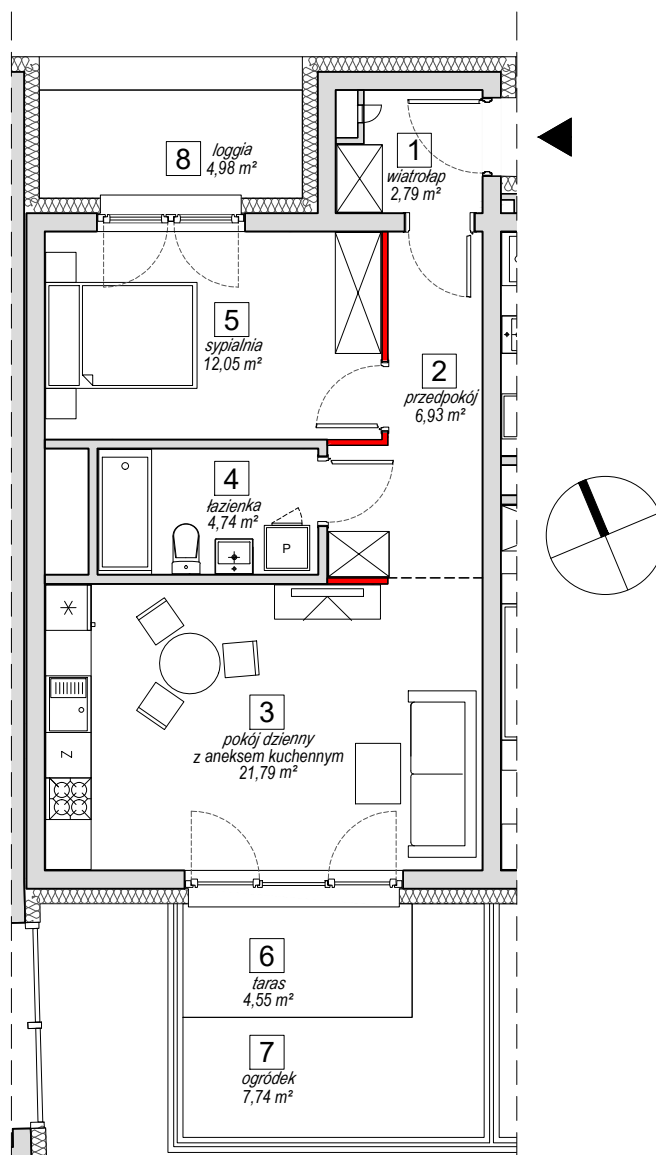 8
loggia
4,98 m²
1
wiatrołap
2,79 m²
5
sypialnia
12,05 m²
2
przedpokój
6,93 m²
4
łazienka
4,74 m²
P
3
pokój dzienny
z aneksem kuchennym
21,79 m²
Z
6
taras
4,55 m²
7
ogródek
7,74 m²